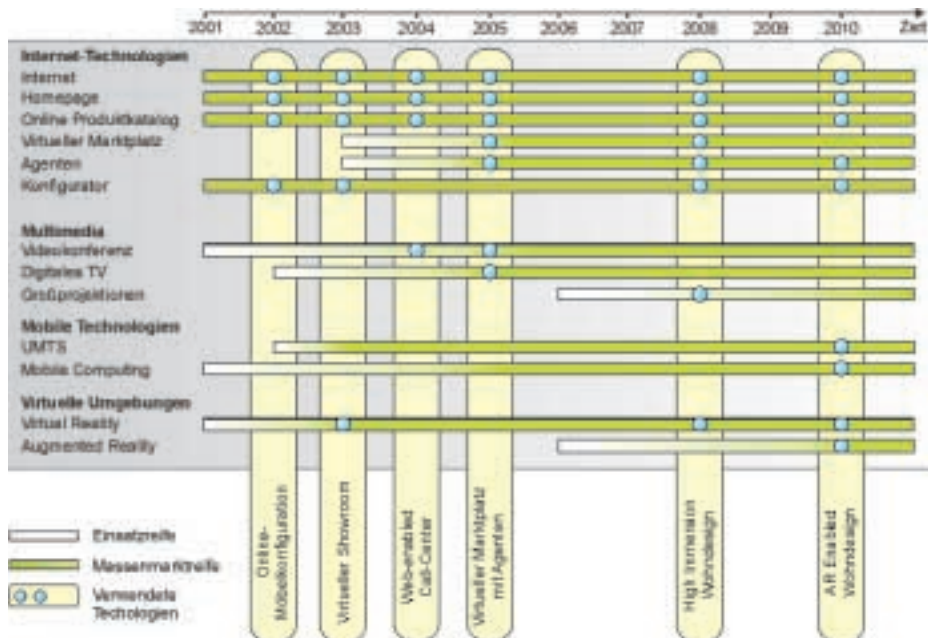 2001 2002 2003 2004 2005 2006 2007 2008 2009 2010 Zeit
Internet-Technologien
Internet
Homepage
Online Produktkatalog
Virtueller Marktplatz
Agenten
Konfigurator
Multimedia
Videokonferenz
Digitales TV
Großprojektionen
Mobile Technologien
UMTS
Mobile Computing
Virtuelle Umgebungen
Virtual Reality
Augmented Reality
Online-
Möbelkonfiguration
Virtueller Showroom
Web-enabled
Call-Center
Virtueller Marktplatz
mit Agenten
High Immersion
Wohndesign
AR Enabled
Wohndesign
Einsatzreife
Massenmarktreife
Verwendete
Techologien